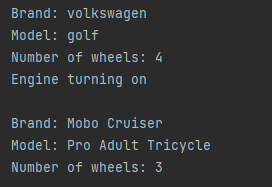 Brand: volkswagen
Model: golf
Number of wheels: 4
Engine turning on
Brand: Mobo Cruiser
Model: Pro Adult Tricycle
Number of wheels: 3